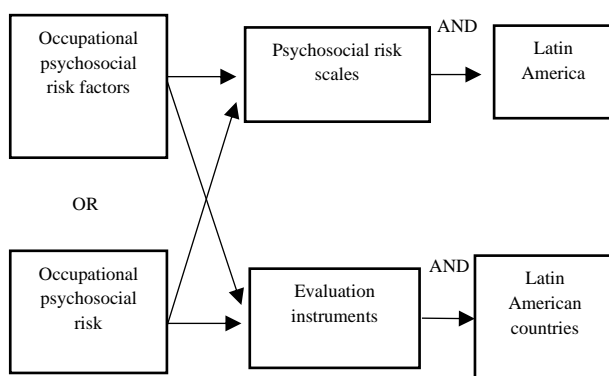 Occupational
psychosocial
risk factors
Psychosocial risk
scales
AND
Latin
America
OR
Occupational
psychosocial
risk
Evaluation
instruments
AND
Latin
American
countries